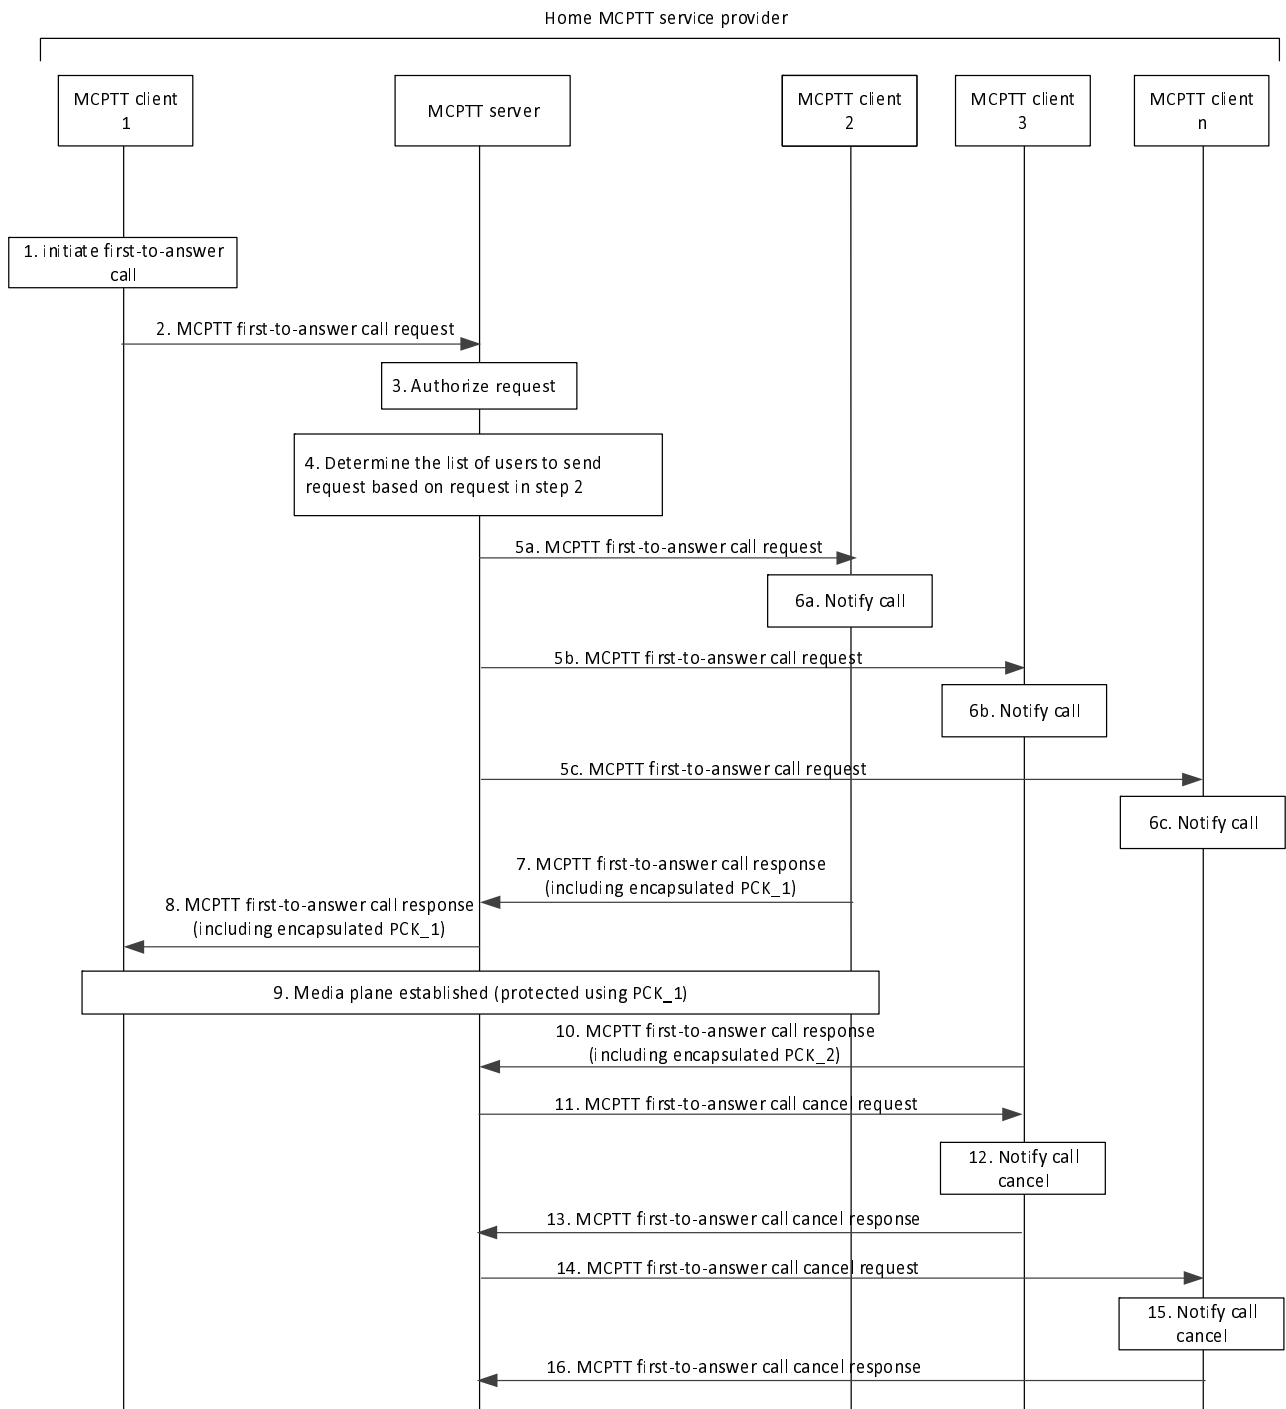 Home MCPTT service provider
MCPTT client
1
MCPTT server
MCPTT client
2
MCPTT client
3
MCPTT client
n
1. initiate first-to-answer
call
2. MCPTT first-to-answer call request
3. Authorize request
4. Determine the list of users to send
request based on request in step 2
5a. MCPTT first-to-answer call request
6a. Notify call
5b. MCPTT first-to-answer call request
6b. Notify call
5c. MCPTT first-to-answer call request
6c. Notify call
7. MCPTT first-to-answer call response
(including encapsulated PCK_1)
8. MCPTT first-to-answer call response
(including encapsulated PCK_1)
9. Media plane established (protected using PCK_1)
10. MCPTT first-to-answer call response
(including encapsulated PCK_2)
11. MCPTT first-to-answer call cancel request
12. Notify call
cancel
13. MCPTT first-to-answer call cancel response
14. MCPTT first-to-answer call cancel request
15. Notify call
cancel
16. MCPTT first-to-answer call cancel response